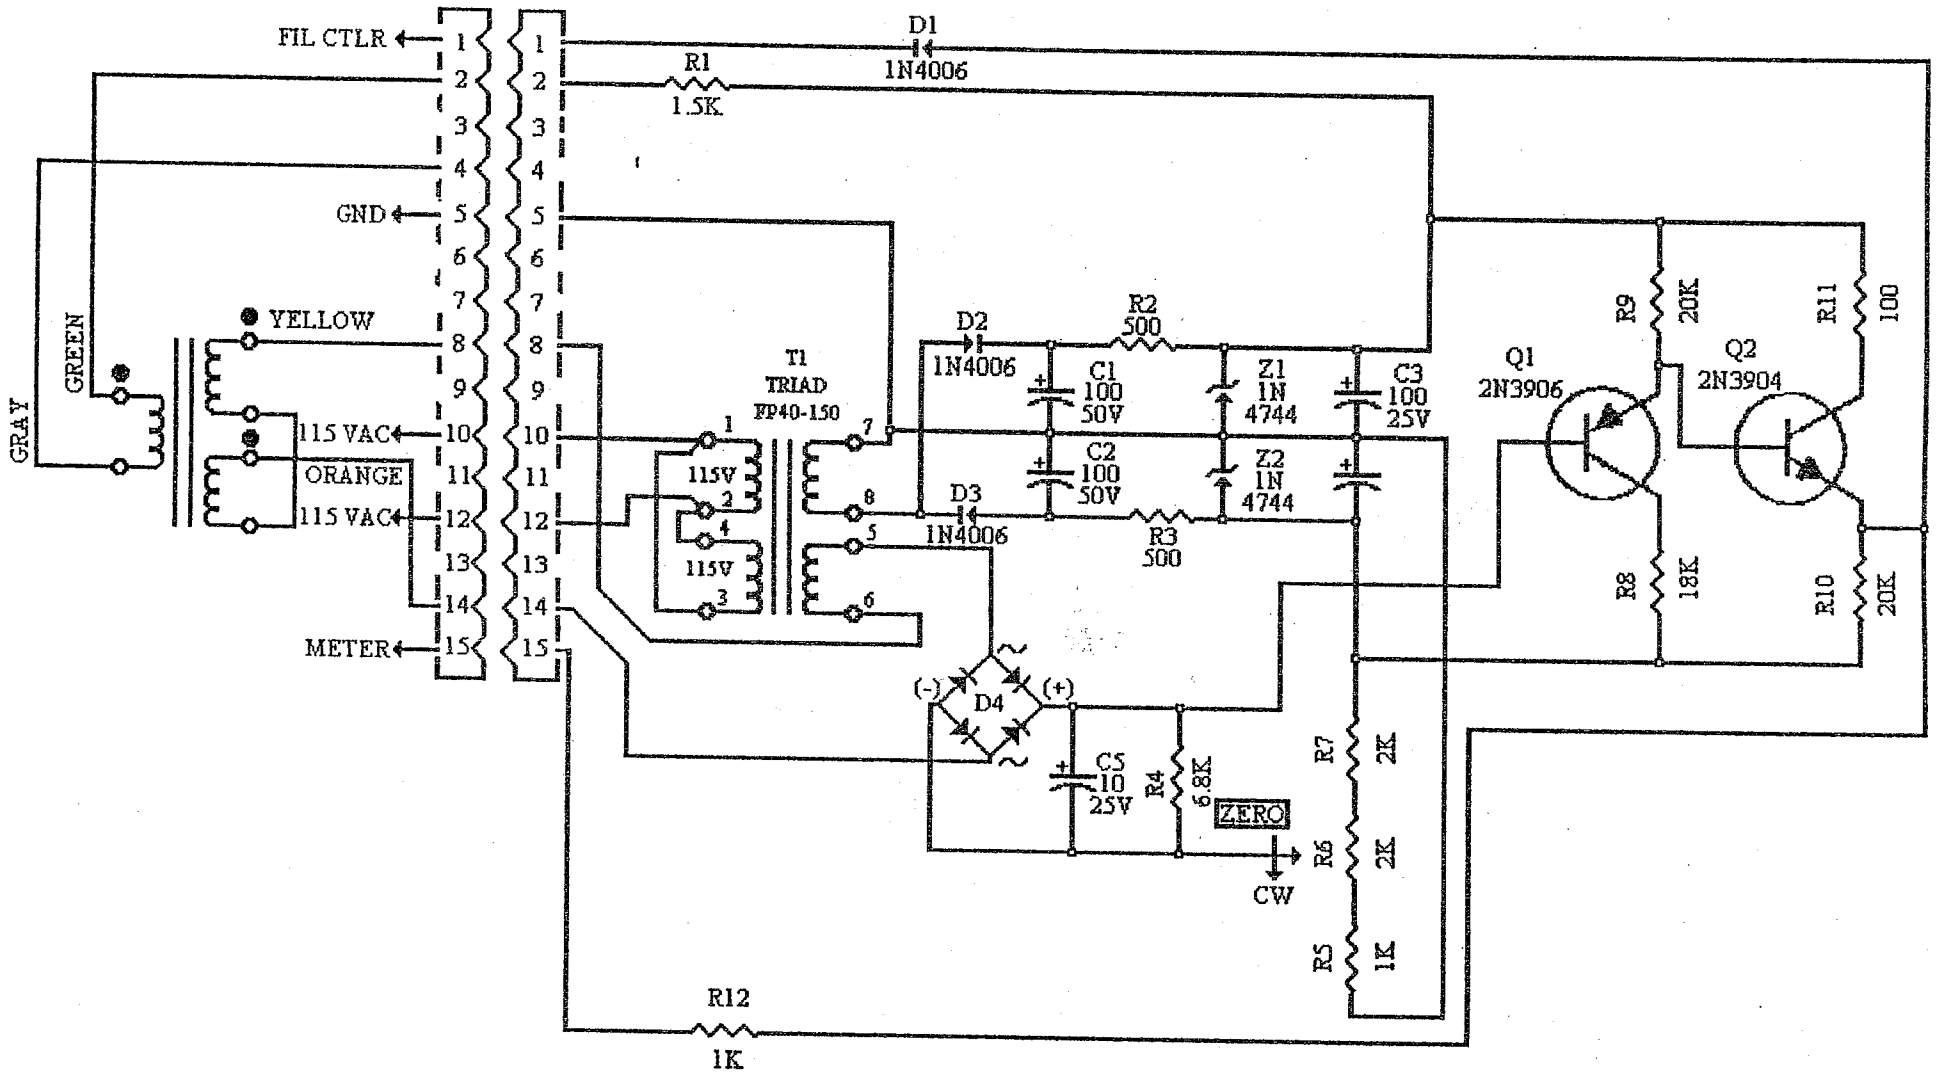 FIL CTLR
1
2
3
4
GND
5
6
7
YELLOW
8
9
115 VAC
10
ORANGE
11
115 VAC
12
13
14
METER
15
GREEN
GRAY
1
2
3
4
5
6
7
8
9
10
11
12
13
14
15
D1
1N4006
R1
1.5K
T1
TRIAD
FP40-150
1
115V
2
4
115V
3
7
8
5
6
D2
1N4006
D3
1N4006
R2
500
+
C1
100
50V
+
C2
100
50V
Z1
1N
4744
Z2
1N
4744
R3
500
+
C3
100
25V
+
R9
20K
R11
100
Q1
2N3906
Q2
2N3904
R8
18K
R10
20K
~
(-)
D4
(+)
~
+
C5
10
25V
R4
6.8K
ZERO
CW
R7
2K
R6
2K
R5
1K
R12
1K